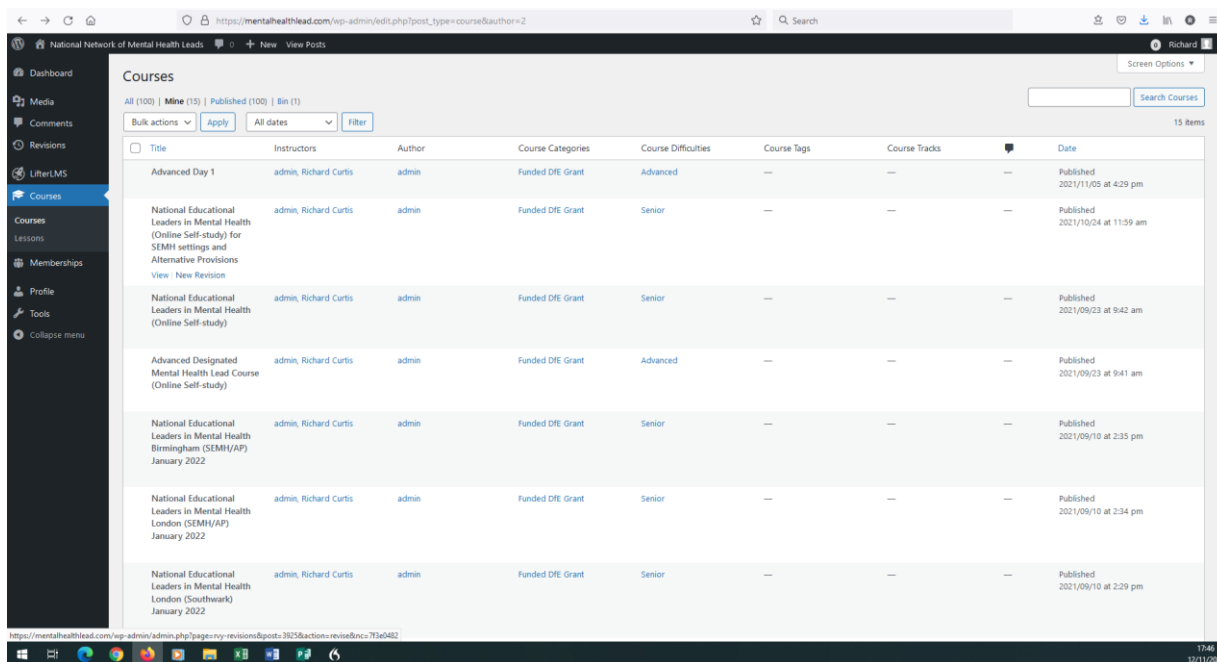 https://mentalhealthlead.com/wp-admin/edit.php?post_type=course&author=2
Search
National Network of Mental Health Leads 0 + New View Posts
Richard
Dashboard
Media
Comments
Revisions
LifterLMS
Courses
Courses
Lessons
Memberships
Profile
Tools
Collapse menu
Screen Options ▼
Courses
All (100) | Mine (15) | Published (100) | Bin (1)
Search Courses
Bulk actions Apply All dates Filter
15 items
Title Instructors Author Course Categories Course Difficulties Course Tags Course Tracks Date
Advanced Day 1 admin, Richard Curtis admin Funded DfE Grant Advanced — — — Published
2021/11/05 at 4:29 pm
National Educational admin, Richard Curtis admin Funded DfE Grant Senior — — — Published
Leaders in Mental Health 2021/10/24 at 11:59 am
(Online Self-study) for
SEMH settings and
Alternative Provisions
View | New Revision
National Educational admin, Richard Curtis admin Funded DfE Grant Senior — — — Published
Leaders in Mental Health 2021/09/23 at 9:42 am
(Online Self-study)
Advanced Designated admin, Richard Curtis admin Funded DfE Grant Advanced — — — Published
Mental Health Lead Course 2021/09/23 at 9:41 am
(Online Self-study)
National Educational admin, Richard Curtis admin Funded DfE Grant Senior — — — Published
Leaders in Mental Health 2021/09/10 at 2:35 pm
Birmingham (SEMH/AP)
January 2022
National Educational admin, Richard Curtis admin Funded DfE Grant Senior — — — Published
Leaders in Mental Health 2021/09/10 at 2:34 pm
London (SEMH/AP)
January 2022
National Educational admin, Richard Curtis admin Funded DfE Grant Senior — — — Published
Leaders in Mental Health 2021/09/10 at 2:29 pm
London (Southwark)
January 2022
https://mentalhealthlead.com/wp-admin/admin.php?page=rvy-revisions&post=3925&action=revise&nc=7f3e0482
17:46
12/11/20